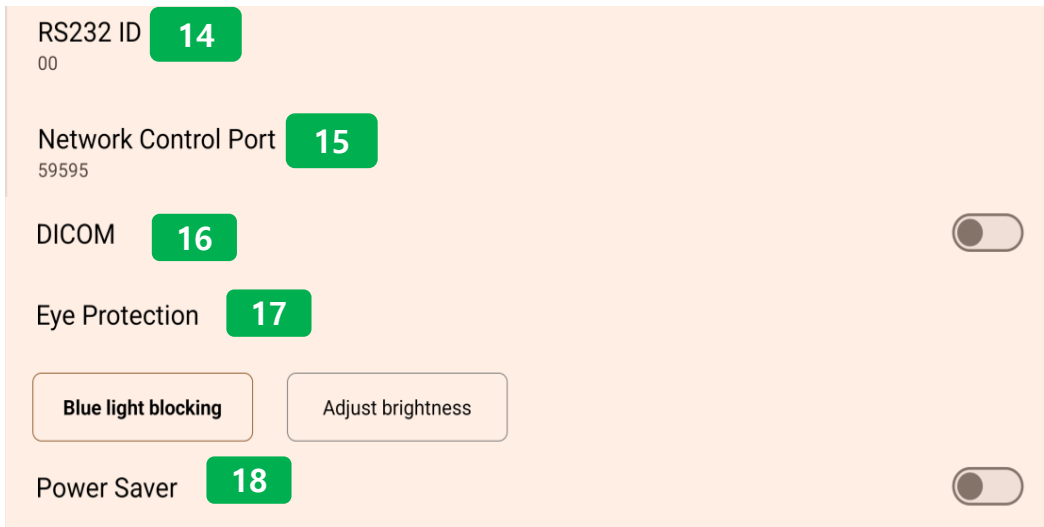 RS232 ID 14
00
Network Control Port 15
59595
DICOM 16
Eye Protection 17
Blue light blocking Adjust brightness
Power Saver 18